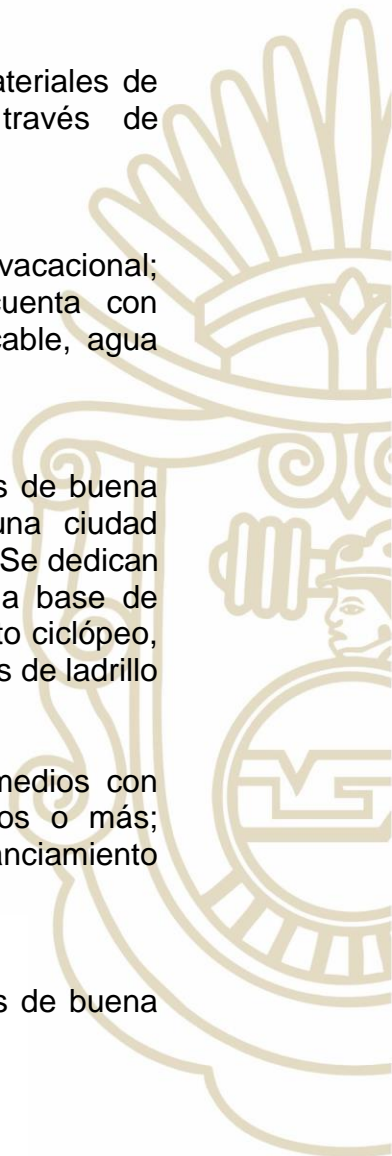 ateriales de
través de
vacacional;
cuenta con
cable, agua
s de buena
una ciudad
Se dedican
a base de
to ciclópeo,
s de ladrillo
medios con
os o más;
anciamiento
s de buena